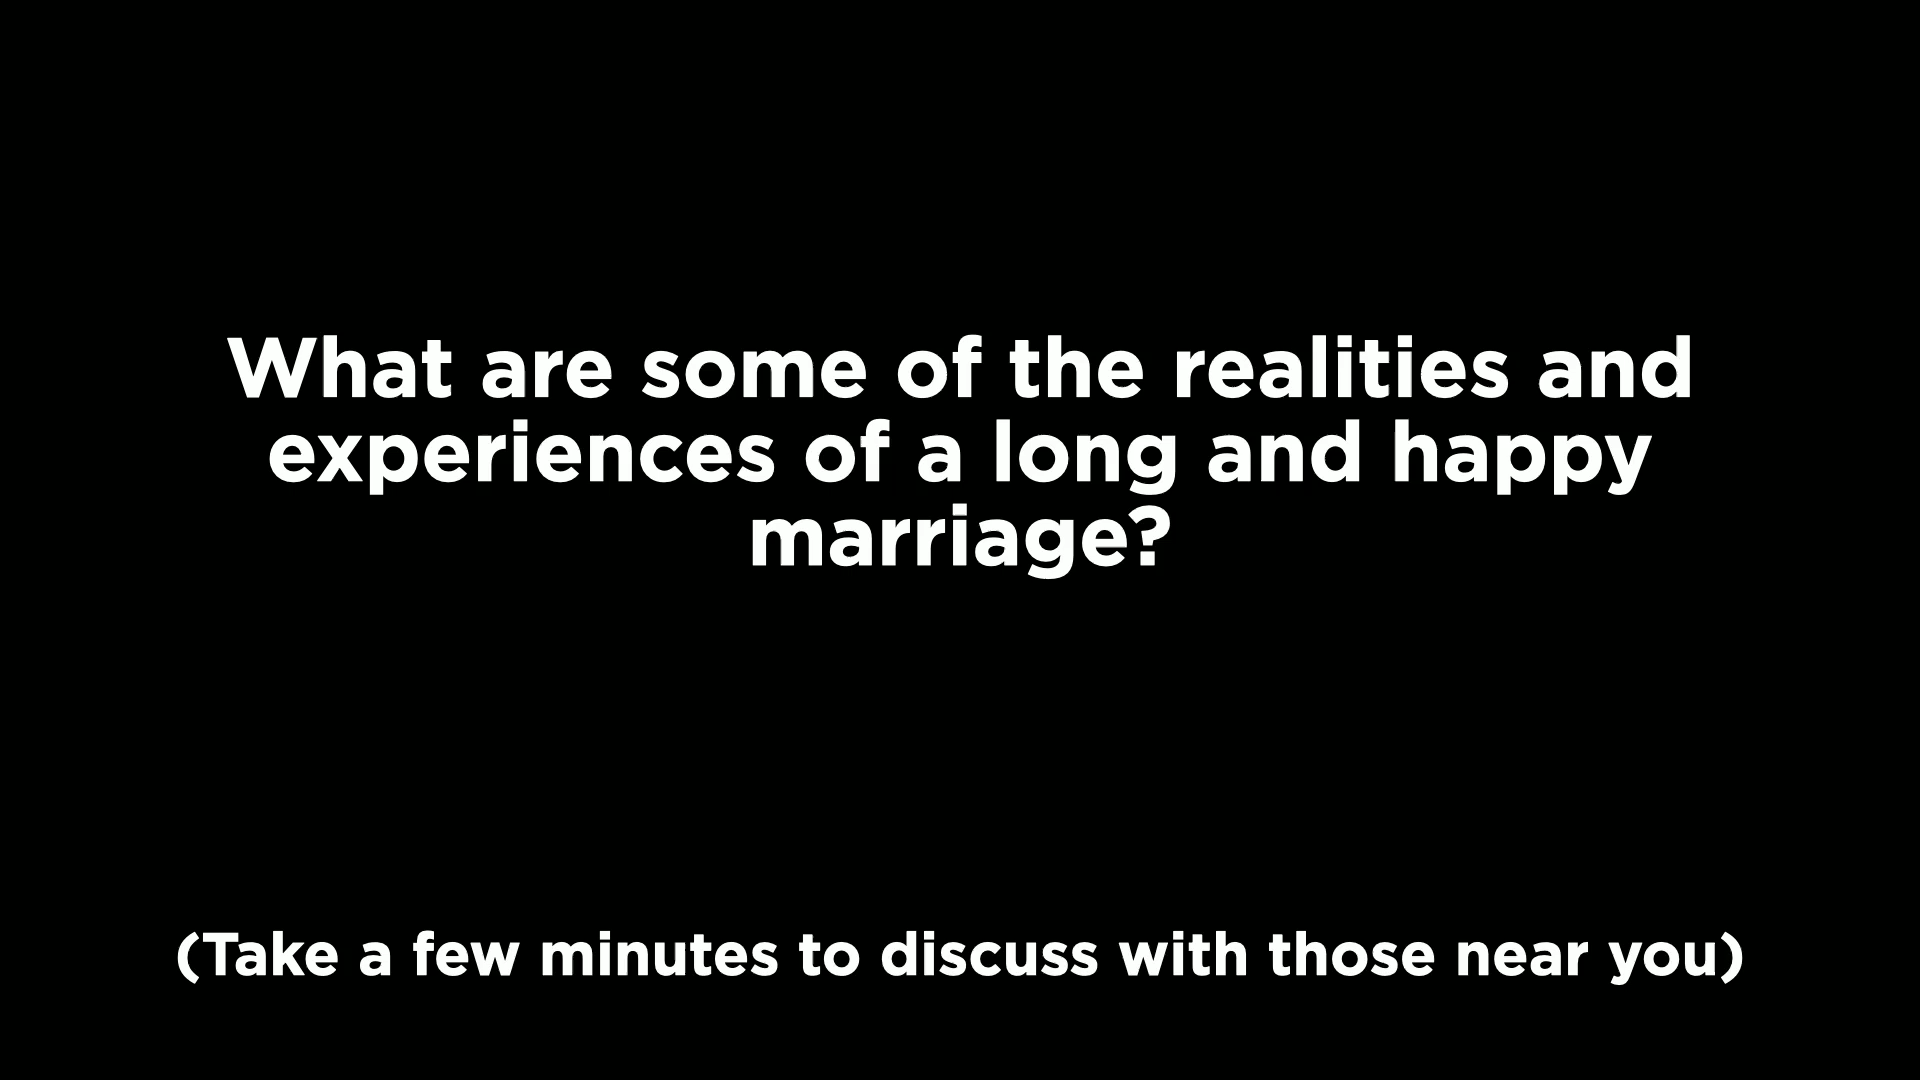 What are some of the realities and
experiences of a long and happy
marriage?
(Take a few minutes to discuss with those near you)